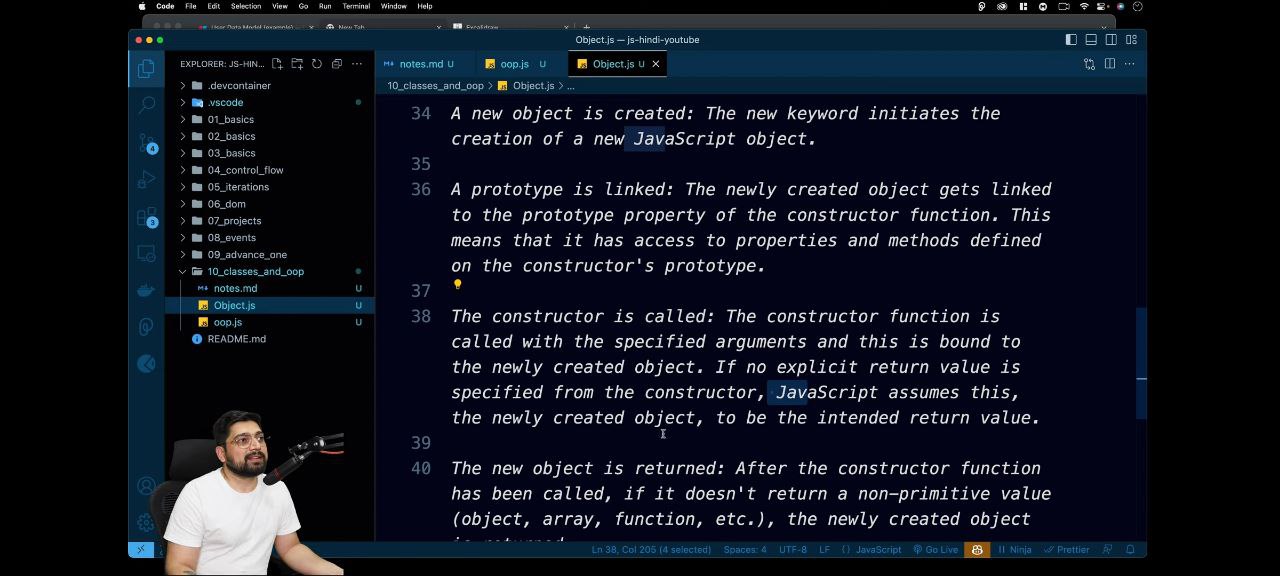 Code File Edit Selection View Go Run Terminal Window Help
User Data Model (example) — New Tab Excalidraw
Object.js — js-hindi-youtube
EXPLORER: JS-HIN... notes.md U oop.js U Object.js U
10_classes_and_oop > Object.js > ...
.devcontainer
.vscode
01_basics
02_basics
03_basics
04_control_flow
05_iterations
06_dom
07_projects
08_events
09_advance_one
10_classes_and_oop
notes.md U
Object.js U
oop.js U
README.md
4
3
34 A new object is created: The new keyword initiates the
creation of a new JavaScript object.
35
36 A prototype is linked: The newly created object gets linked
to the prototype property of the constructor function. This
means that it has access to properties and methods defined
on the constructor's prototype.
37
38 The constructor is called: The constructor function is
called with the specified arguments and this is bound to
the newly created object. If no explicit return value is
specified from the constructor, JavaScript assumes this,
the newly created object, to be the intended return value.
39
40 The new object is returned: After the constructor function
has been called, if it doesn't return a non-primitive value
(object, array, function, etc.), the newly created object
is returned
Ln 38, Col 205 (4 selected) Spaces: 4 UTF-8 LF {} JavaScript Go Live Ninja Prettier